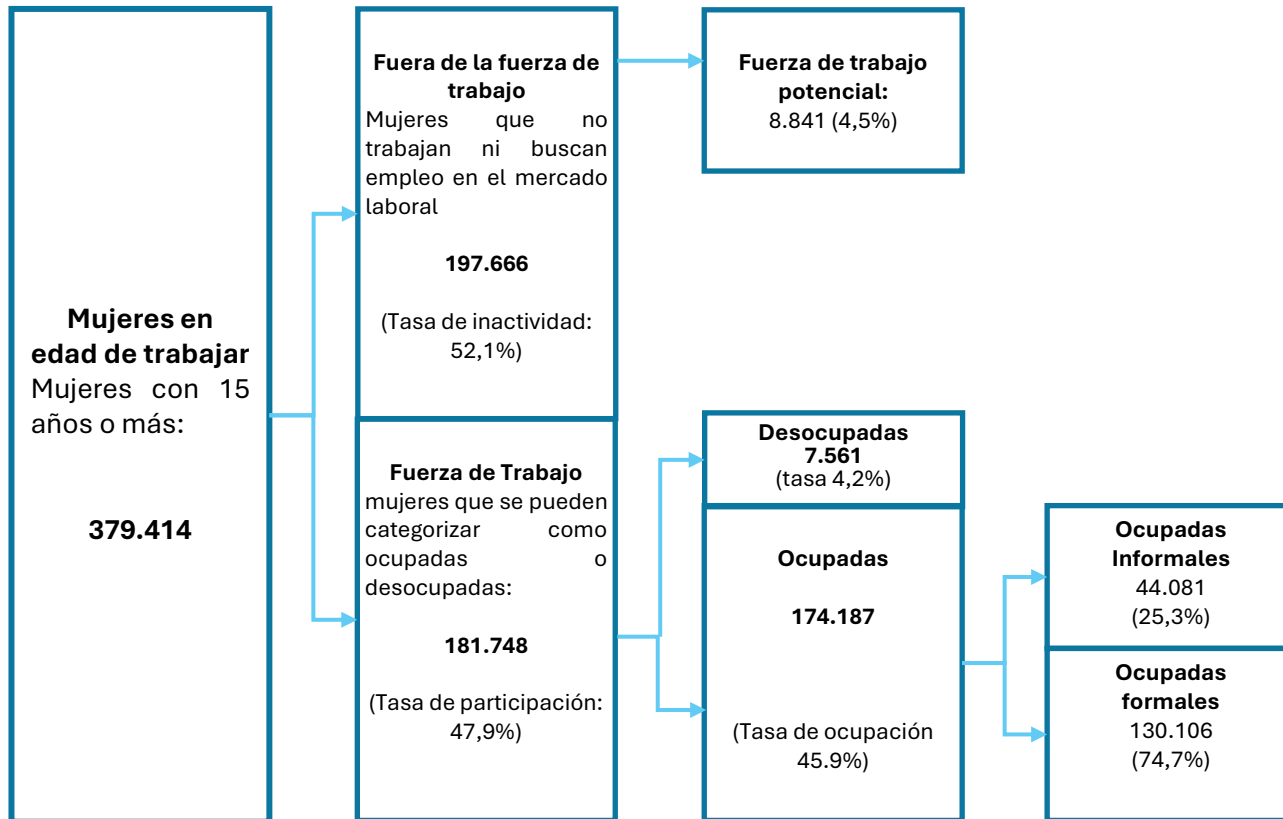 Mujeres en
edad de trabajar
Mujeres con 15
años o más:
379.414
Fuera de la fuerza de
trabajo
Mujeres que no
trabajan ni buscan
empleo en el mercado
laboral
197.666
(Tasa de inactividad:
52,1%)
Fuerza de Trabajo
mujeres que se pueden
categorizar como
ocupadas o
desocupadas:
181.748
(Tasa de participación:
47,9%)
Fuerza de trabajo
potencial:
8.841 (4,5%)
Desocupadas
7.561
(tasa 4,2%)
Ocupadas
174.187
(Tasa de ocupación
45.9%)
Ocupadas
Informales
44.081
(25,3%)
Ocupadas
formales
130.106
(74,7%)